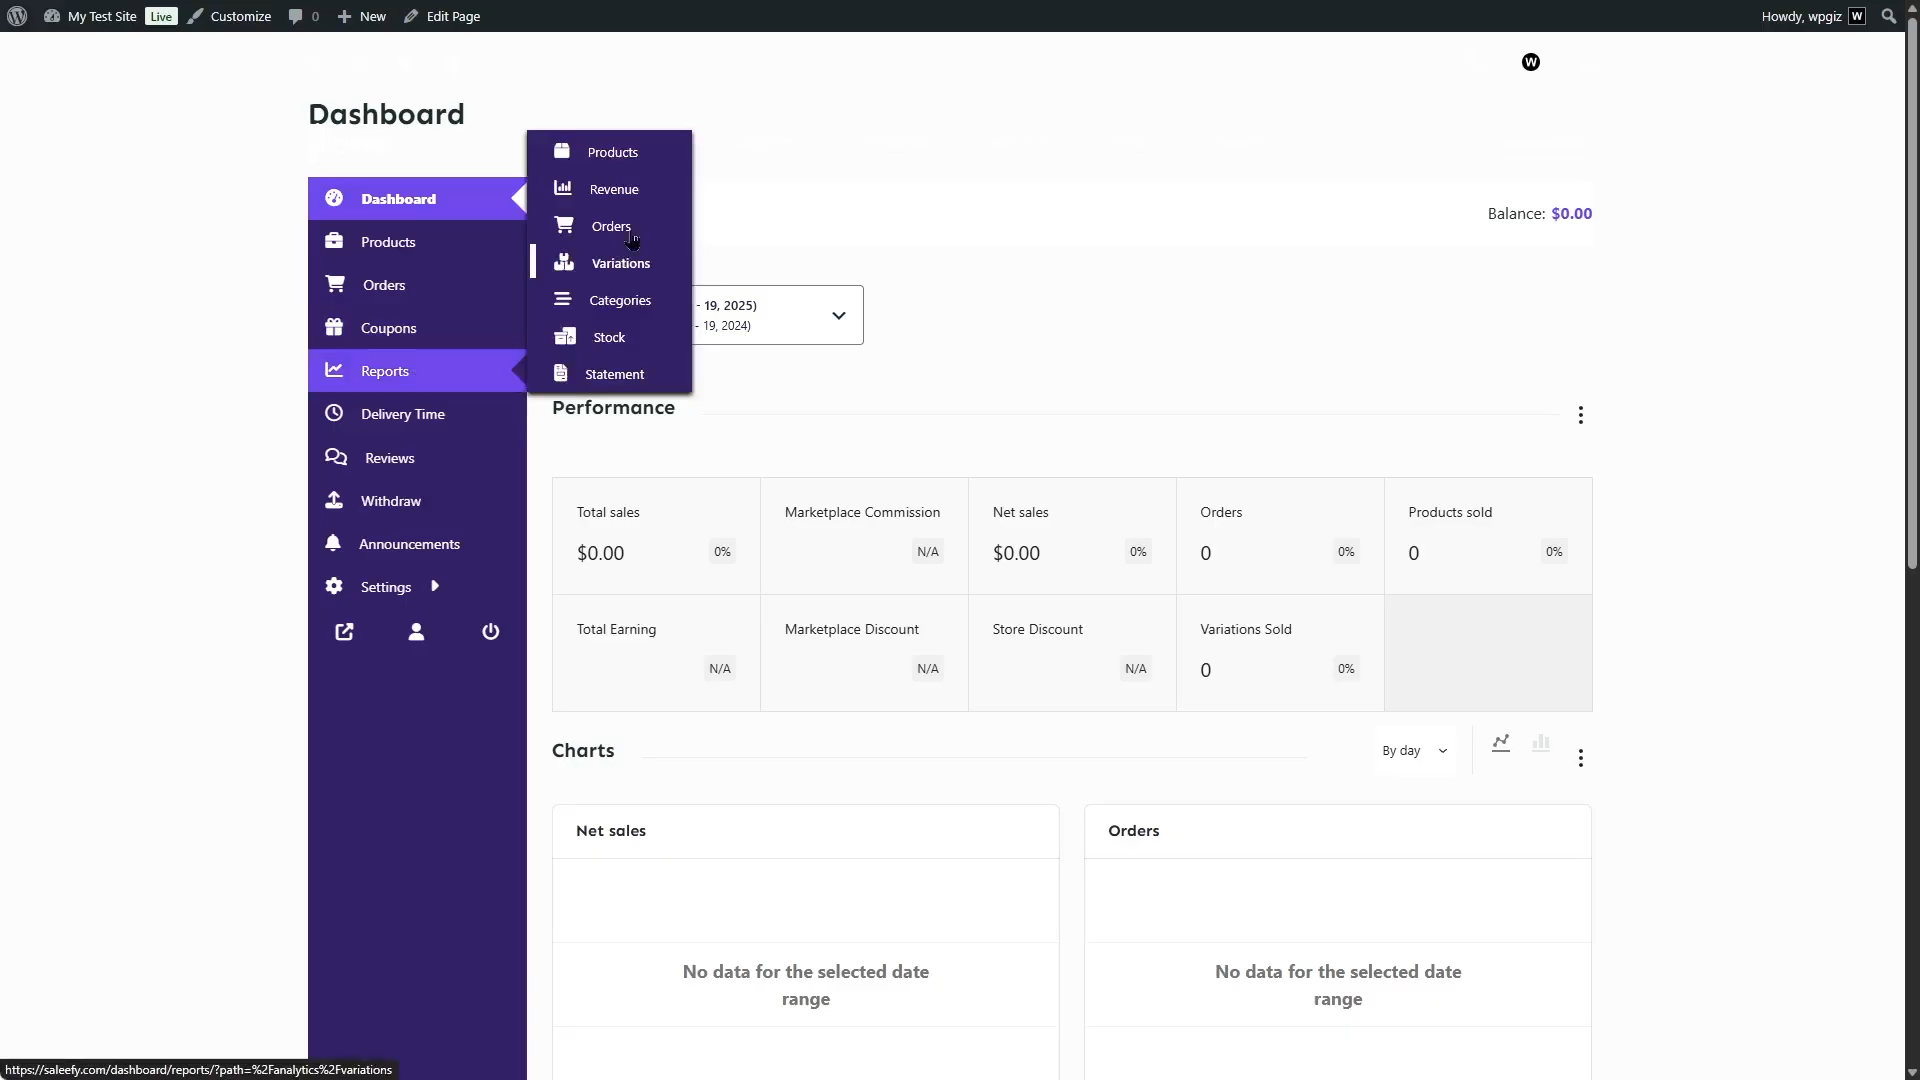 My Test Site
Live
Customize
0
New
Edit Page
Howdy, wpgiz
W
W
Dashboard
Dashboard
Products
Orders
Coupons
Reports
Delivery Time
Reviews
Withdraw
Announcements
Settings
Products
Revenue
Orders
Variations
Categories
Stock
Statement
Balance: $0.00
- 19, 2025)
- 19, 2024)
Performance
Total sales
$0.00
0%
Marketplace Commission
N/A
Net sales
$0.00
0%
Orders
0
0%
Products sold
0
0%
Total Earning
N/A
Marketplace Discount
N/A
Store Discount
N/A
Variations Sold
0
0%
Charts
By day
Net sales
No data for the selected date
range
Orders
No data for the selected date
range
https://saleefy.com/dashboard/reports/?path=%2Fanalytics%2Fvariations